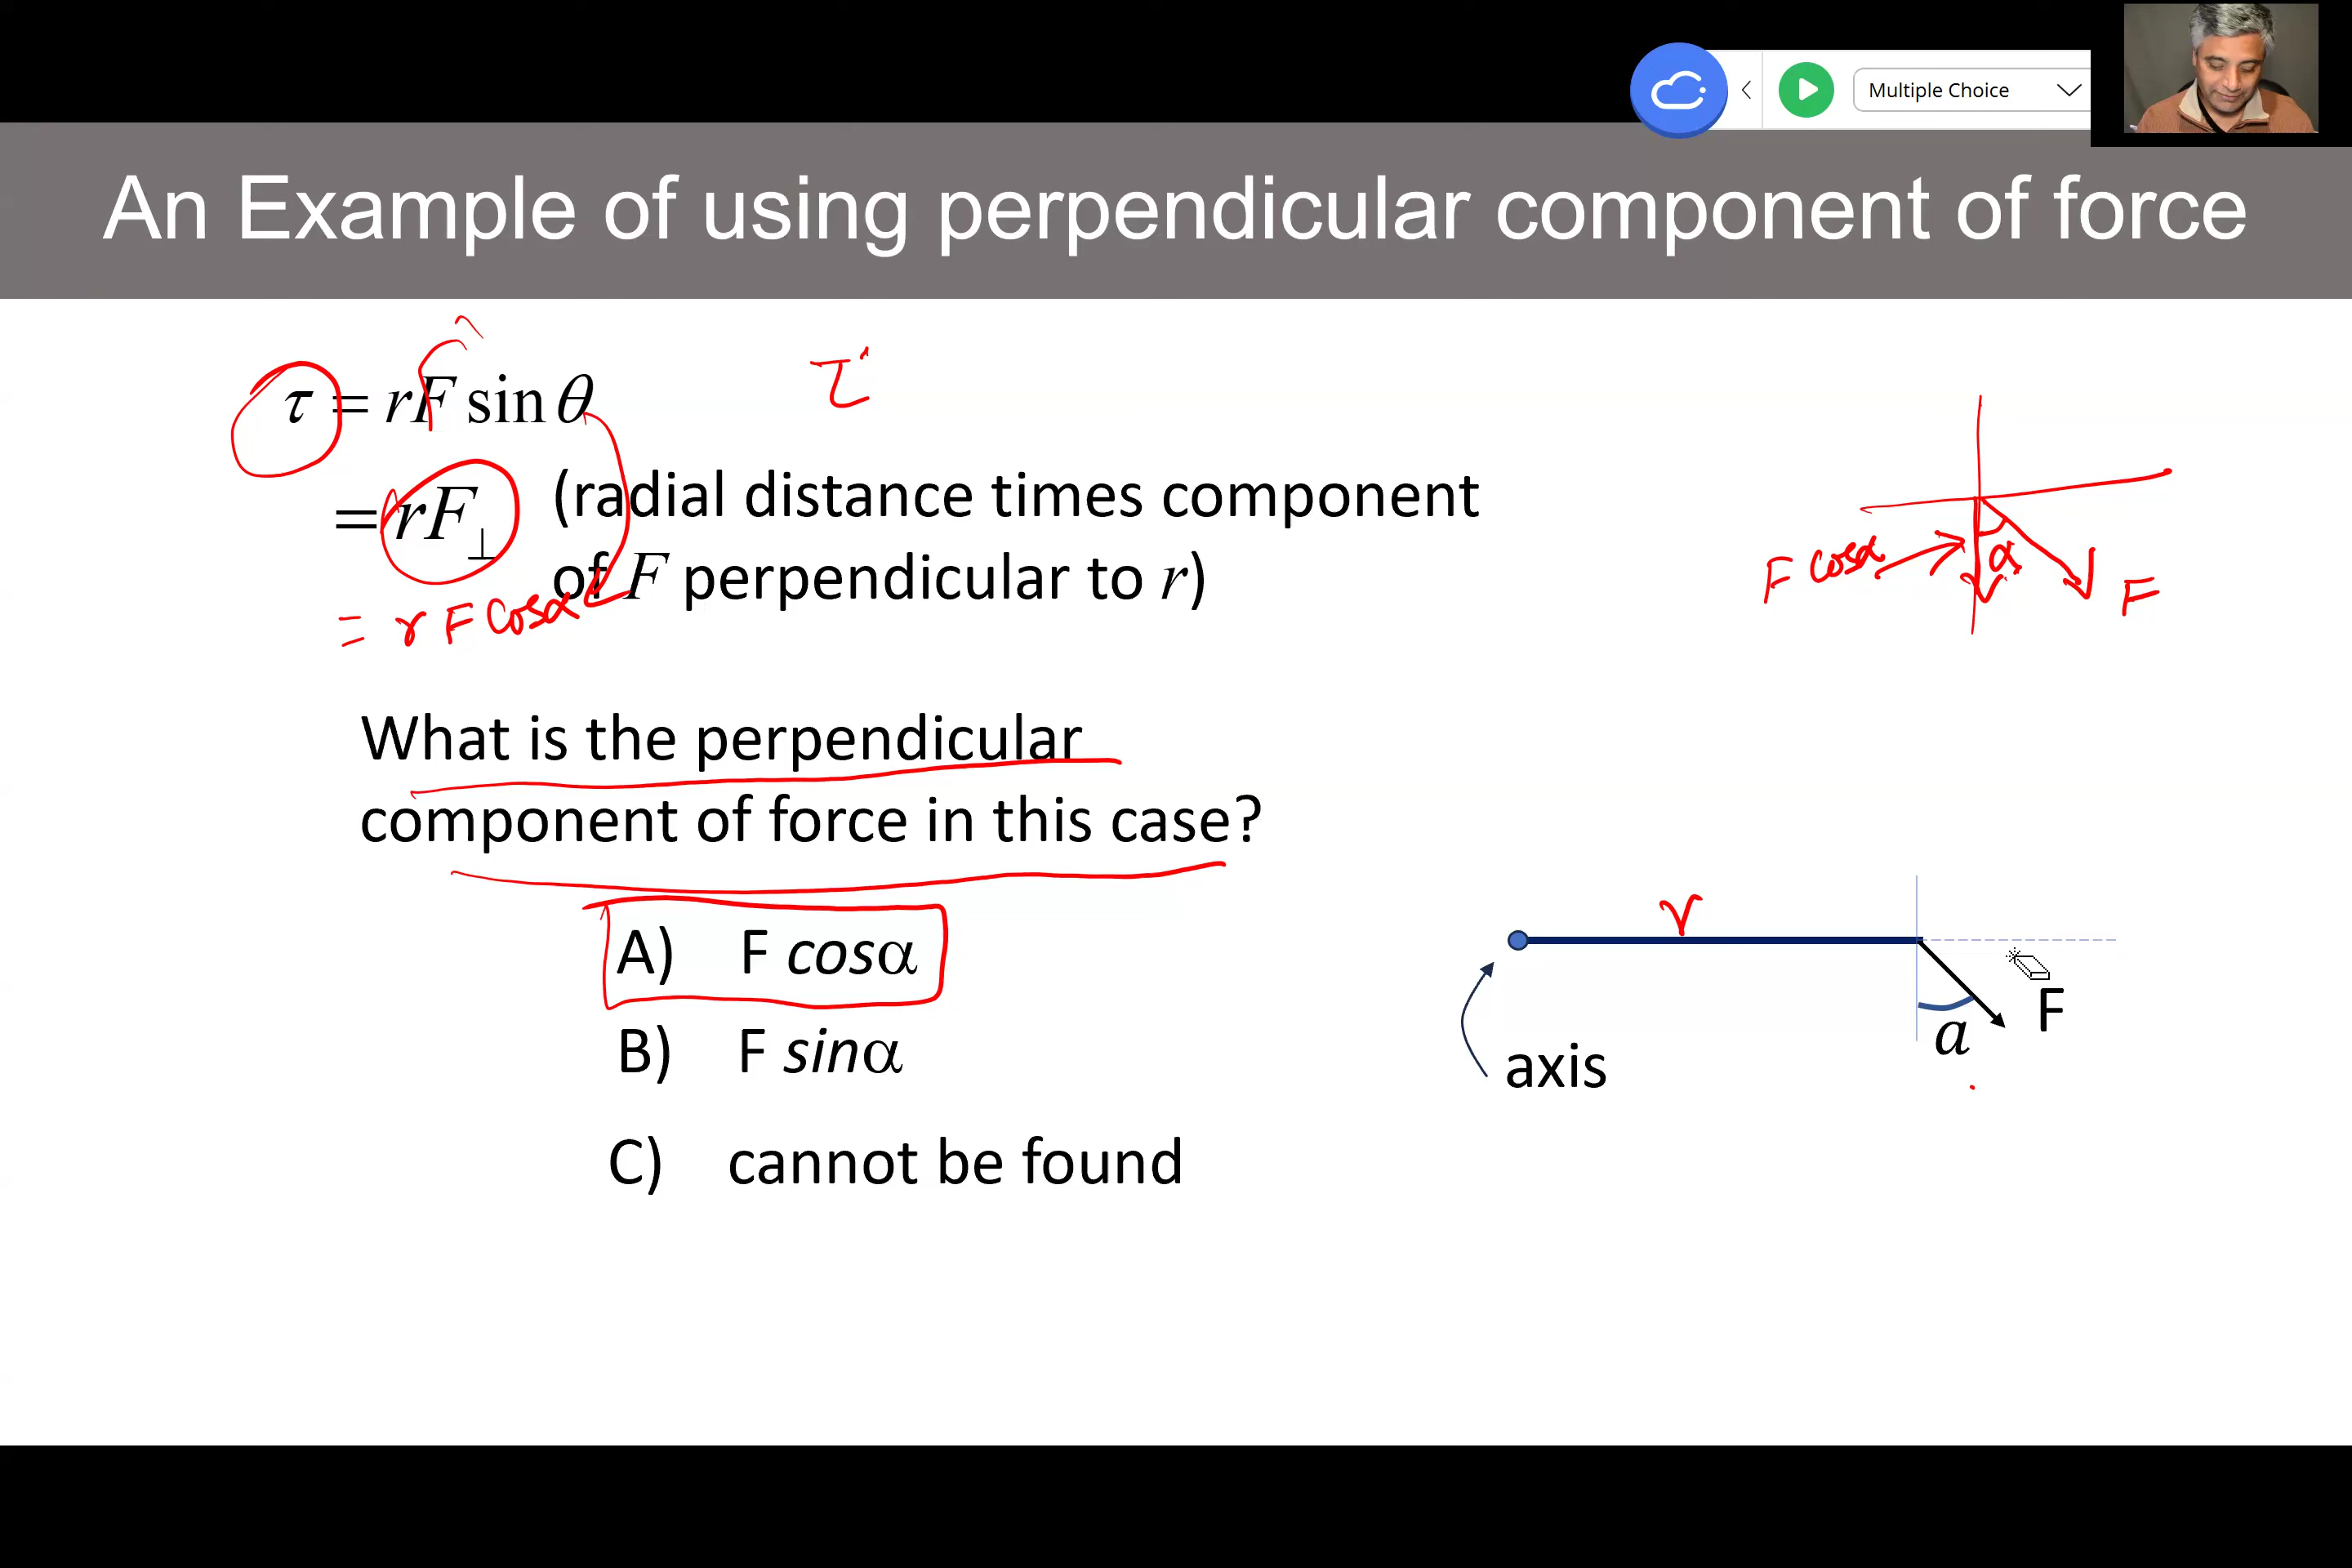 Multiple Choice
An Example of using perpendicular component of force
τ = rF sin θ
τ
= rF⊥ (radial distance times component
of F perpendicular to r)
= r F Cosα
F Cosα
α
F
What is the perpendicular
component of force in this case?
A) F cosα
B) F sinα
C) cannot be found
r
F
a
axis